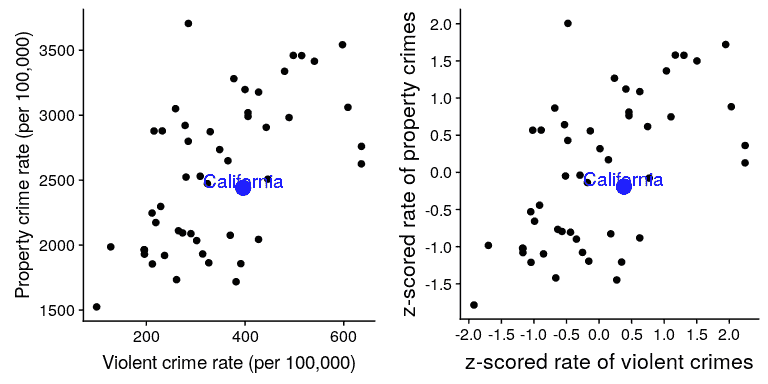 Property crime rate (per 100,000)
3500
3000
2500
2000
1500
California
200
400
600
Violent crime rate (per 100,000)
z-scored rate of property crimes
2.0
1.5
1.0
0.5
0.0
-0.5
-1.0
-1.5
California
-2.0 -1.5 -1.0 -0.5 0.0 0.5 1.0 1.5 2.0
z-scored rate of violent crimes